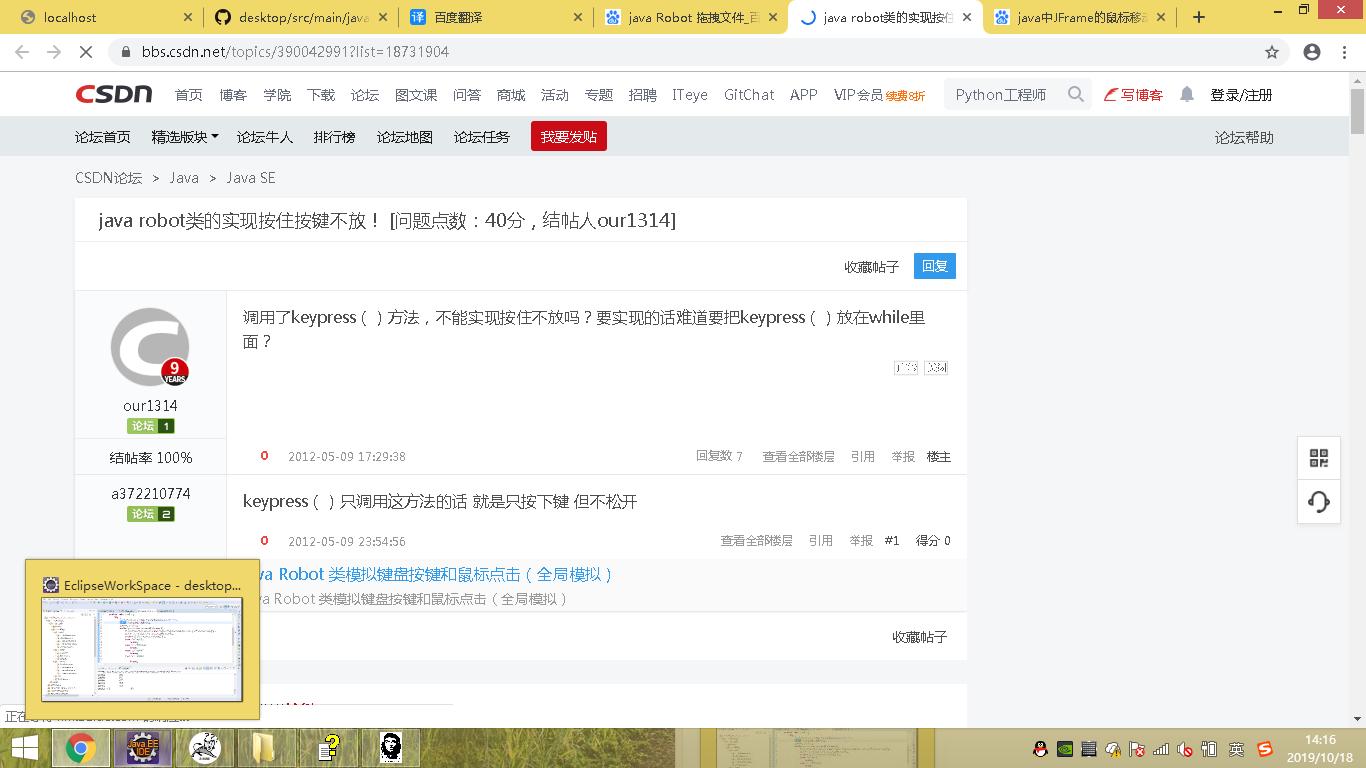 localhost
desktop/src/main/java
百度翻译
java Robot 拖拽文件_百
java robot类的实现按住
java中JFrame的鼠标移动
bbs.csdn.net/topics/390042991?list=18731904
CSDN 首页 博客 学院 下载 论坛 图文课 问答 商城 活动 专题 招聘 ITeye GitChat APP VIP会员 续费8折 Python工程师 写博客 登录/注册
论坛首页 精选版块 论坛牛人 排行榜 论坛地图 论坛任务 我要发贴 论坛帮助
CSDN论坛 > Java > Java SE
java robot类的实现按住按键不放！ [问题点数：40分，结帖人our1314]
收藏帖子 回复
调用了keypress（ ）方法，不能实现按住不放吗？要实现的话难道要把keypress（ ）放在while里
面？
9
YEARS
our1314
论坛 1
结帖率 100%
0 2012-05-09 17:29:38 回复数 7 查看全部楼层 引用 举报 楼主
a372210774
论坛 2
keypress（ ）只调用这方法的话 就是只按下键 但不松开
0 2012-05-09 23:54:56 查看全部楼层 引用 举报 #1 得分 0
va Robot 类模拟键盘按键和鼠标点击（全局模拟）
va Robot 类模拟键盘按键和鼠标点击（全局模拟）
收藏帖子
EclipseWorkSpace - desktop...
Java EE
IDE
英
14:16
2019/10/18